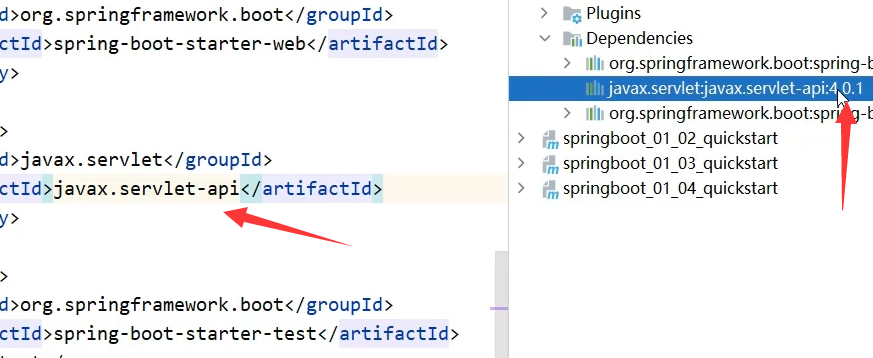 d>org.springframework.boot</groupId>
ctId>spring-boot-starter-web</artifactId>
y>
>
d>javax.servlet</groupId>
ctId>javax.servlet-api</artifactId>
y>
>
d>org.springframework.boot</groupId>
ctId>spring-boot-starter-test</artifactId>
Plugins
Dependencies
org.springframework.boot:spring-b
javax.servlet:javax.servlet-api:4.0.1
org.springframework.boot:spring-b
springboot_01_02_quickstart
springboot_01_03_quickstart
springboot_01_04_quickstart